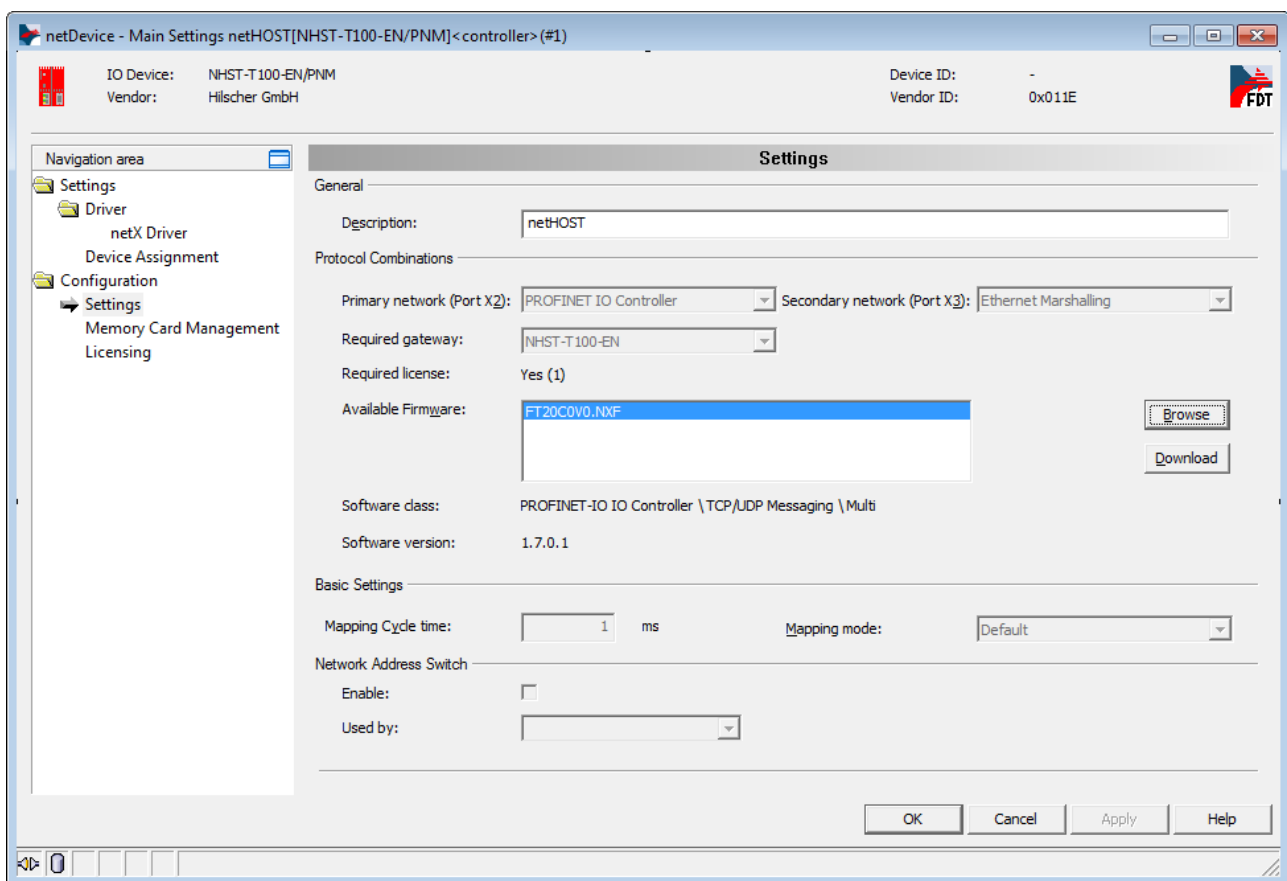 netDevice - Main Settings netHOST[NHST-T100-EN/PNM]<controller>(#1)
IO Device: NHST-T100-EN/PNM Device ID: -
Vendor: Hilscher GmbH Vendor ID: 0x011E
FDT
Navigation area
Settings
Driver
netX Driver
Device Assignment
Configuration
Settings
Memory Card Management
Licensing
Settings
General
Description: netHOST
Protocol Combinations
Primary network (Port X2): PROFINET IO Controller Secondary network (Port X3): Ethernet Marshalling
Required gateway: NHST-T100-EN
Required license: Yes (1)
Available Firmware: FT20C0V0.NXF
Browse
Download
Software class: PROFINET-IO IO Controller \ TCP/UDP Messaging \ Multi
Software version: 1.7.0.1
Basic Settings
Mapping Cycle time: 1 ms Mapping mode: Default
Network Address Switch
Enable:
Used by:
OK Cancel Apply Help